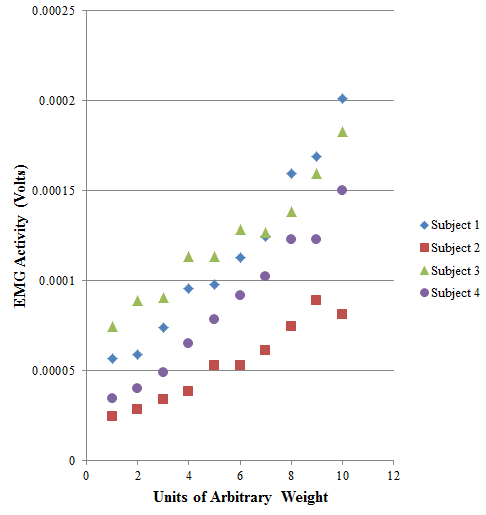 0.00025
0.0002
0.00015
0.0001
0.00005
0
EMG Activity (Volts)
0 2 4 6 8 10 12
Units of Arbitrary Weight
Subject 1
Subject 2
Subject 3
Subject 4